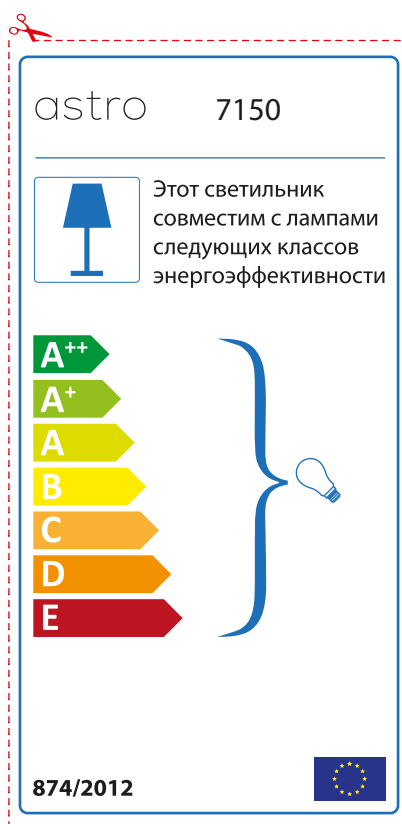 astro 7150
Этот светильник
совместим с лампами
следующих классов
энергоэффективности
A++
A+
A
B
C
D
E
874/2012